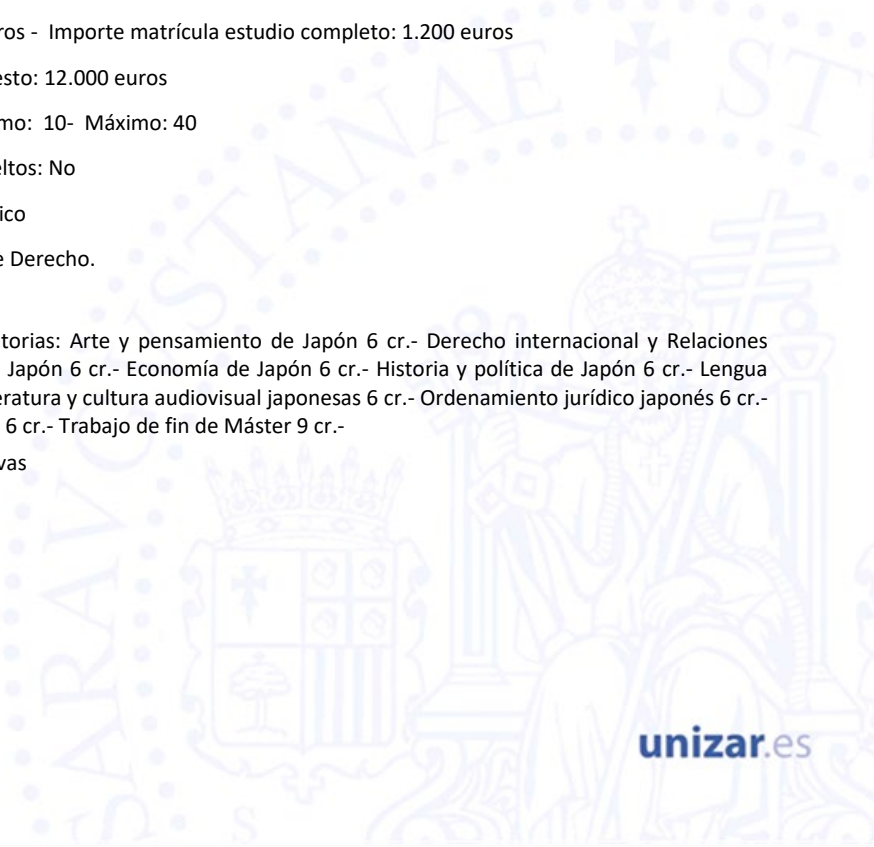 ros - Importe matrícula estudio completo: 1.200 euros
esto: 12.000 euros
mo: 10- Máximo: 40
eltos: No
ico
e Derecho.
torias: Arte y pensamiento de Japón 6 cr.- Derecho internacional y Relaciones
Japón 6 cr.- Economía de Japón 6 cr.- Historia y política de Japón 6 cr.- Lengua
eratura y cultura audiovisual japonesas 6 cr.- Ordenamiento jurídico japonés 6 cr.-
6 cr.- Trabajo de fin de Máster 9 cr.-
vas
unizar.es